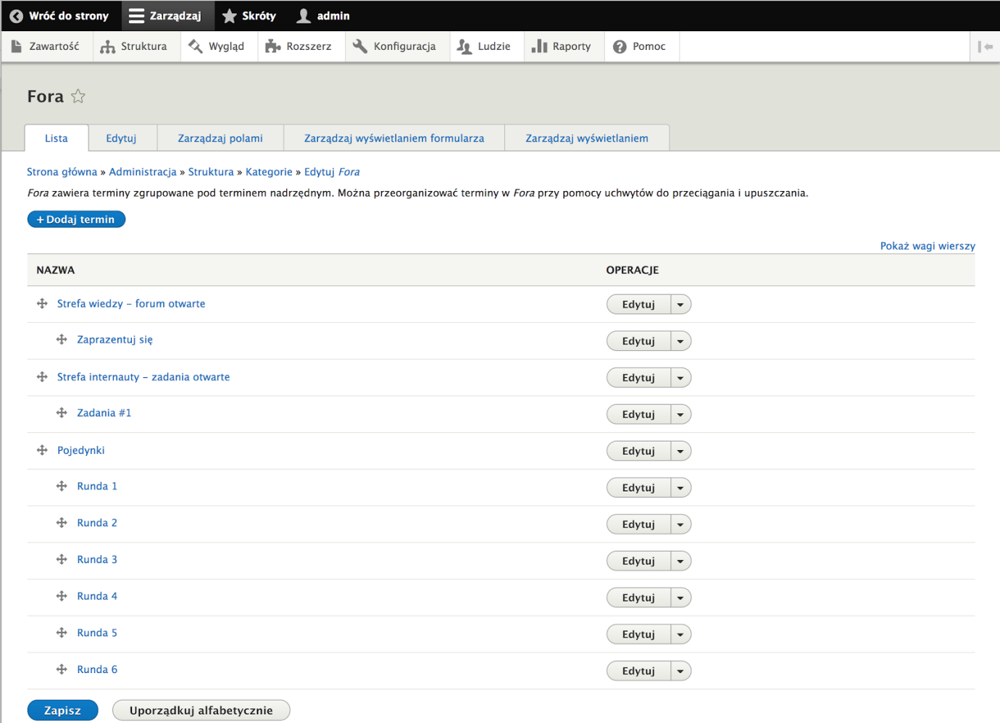 Wróć do strony Zarządzaj Skróty admin
Zawartość Struktura Wygląd Rozszerz Konfiguracja Ludzie Raporty Pomoc
Fora
Lista Edytuj Zarządzaj polami Zarządzaj wyświetlaniem formularza Zarządzaj wyświetlaniem
Strona główna » Administracja » Struktura » Kategorie » Edytuj Fora
Fora zawiera terminy zgrupowane pod terminem nadrzędnym. Można przeorganizować terminy w Fora przy pomocy uchwytów do przeciągania i upuszczania.
+ Dodaj termin
Pokaż wagi wierszy
NAZWA OPERACJE
Strefa wiedzy – forum otwarte Edytuj
Zaprazentuj się Edytuj
Strefa internauty – zadania otwarte Edytuj
Zadania #1 Edytuj
Pojedynki Edytuj
Runda 1 Edytuj
Runda 2 Edytuj
Runda 3 Edytuj
Runda 4 Edytuj
Runda 5 Edytuj
Runda 6 Edytuj
Zapisz Uporządkuj alfabetycznie